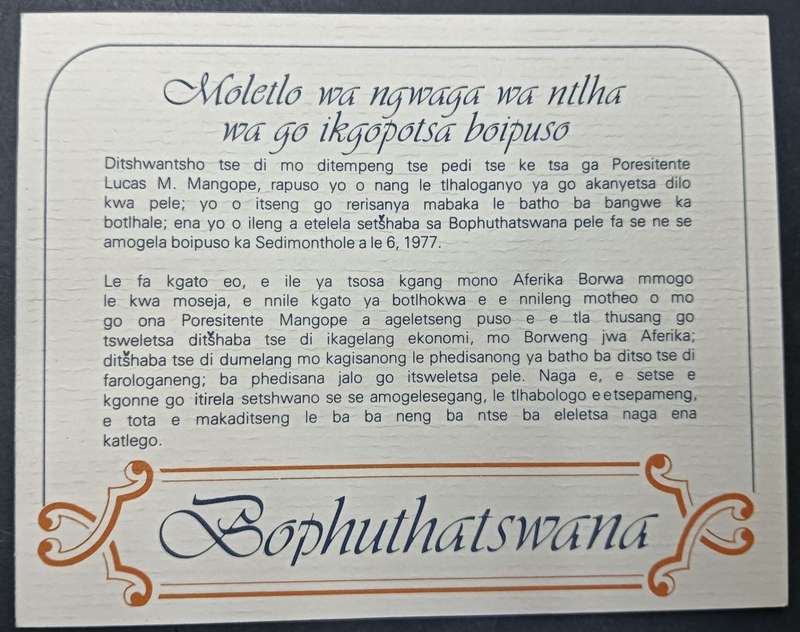 Moletlo wa ngwaga wa ntlha
wa go ikgopotsa boipuso
Ditshwantsho tse di mo ditempeng tse pedi tse ke tsa ga Poresitente
Lucas M. Mangope, rapuso yo o nang le tlhaloganyo ya go akanyetsa dilo
kwa pele; yo o itseng go rerisanya mabaka le batho ba bangwe ka
botlhale; ena yo o ileng a etelela setšhaba sa Bophuthatswana pele fa se ne se
amogela boipuso ka Sedimonthole a le 6, 1977.
Le fa kgato eo, e ile ya tsosa kgang mono Aferika Borwa mmogo
le kwa moseja, e nnile kgato ya botlhokwa e e nnileng motheo o mo
go ona Poresitente Mangope a ageletseng puso e e tla thusang go
tsweletsa ditšhaba tse di ikagelang ekonomi, mo Borweng jwa Aferika;
ditšhaba tse di dumelang mo kagisanong le phedisanong ya batho ba ditso tse di
farologaneng; ba phedisana jalo go itsweletsa pele. Naga e, e setse e
kgonne go itirela setshwano se se amogelesegang, le tlhabologo e etsepameng,
e tota e makaditseng le ba ba neng ba ntse ba eleletsa naga ena
katlego.
Bophuthatswana